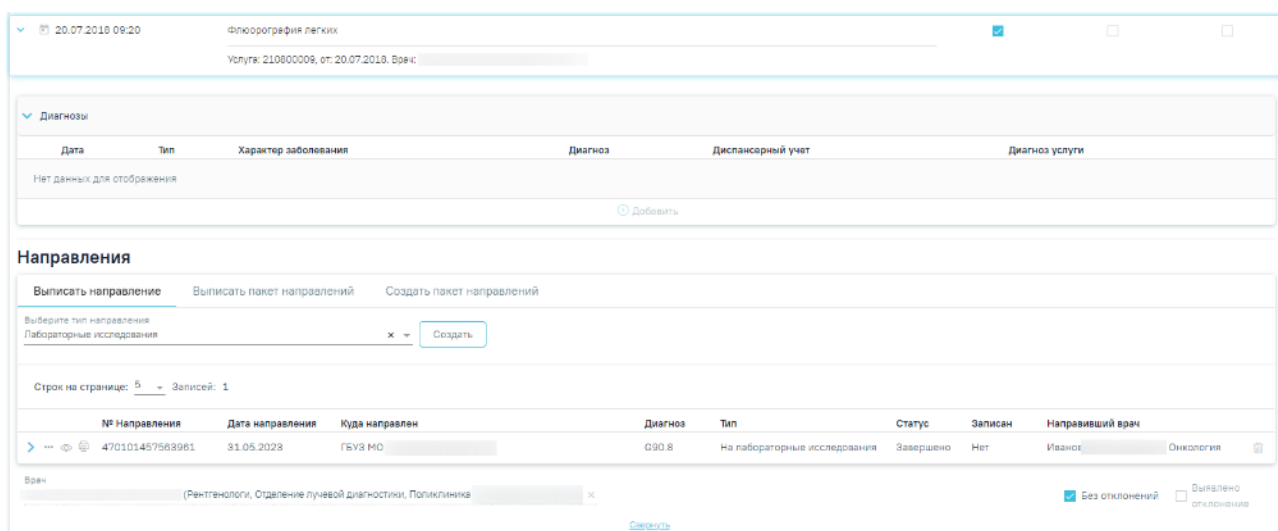 20.07.2018 09:20 Флюорография легких
Услуга: 210800009, от: 20.07.2018. Врач:
Диагнозы
Дата Тип Характер заболевания Диагноз Диспансерный учет Диагноз услуги
Нет данных для отображения
Добавить
Направления
Выписать направление Выписать пакет направлений Создать пакет направлений
Выберите тип направления
Лабораторные исследования Создать
Строк на странице: 5 Записей: 1
№ Направления Дата направления Куда направлен Диагноз Тип Статус Записан Направивший врач
470101457563961 31.05.2023 ГБУЗ МО G90.8 На лабораторные исследования Завершено Нет Иванов Онкология
Врач
(Рентгенологи, Отделение лучевой диагностики, Поликлиника
Без отклонений Выявлено
отклонение
Свернуть